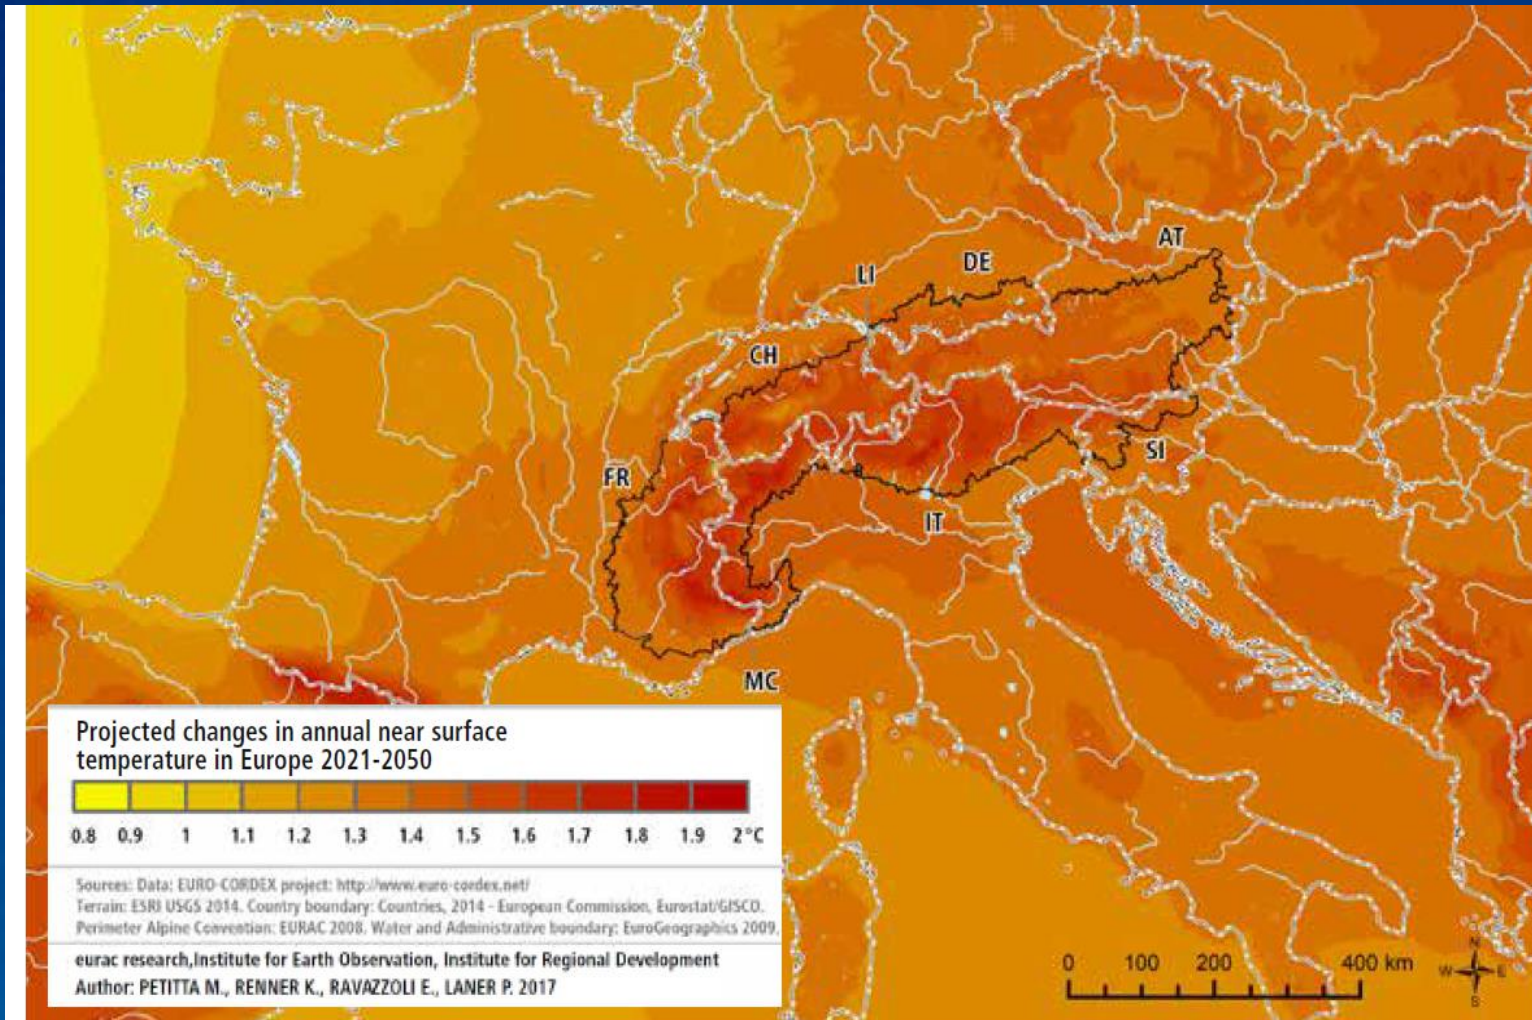 AT
DE
LI
CH
FR
SI
IT
MC
Projected changes in annual near surface
temperature in Europe 2021-2050
0.8 0.9 1 1.1 1.2 1.3 1.4 1.5 1.6 1.7 1.8 1.9 2°C
Sources: Data: EURO-CORDEX project: http://www.euro-cordex.net/
Terrain: ESRI USGS 2014. Country boundary: Countries, 2014 - European Commission, Eurostat/GISCO.
Perimeter Alpine Convention: EURAC 2008. Water and Administrative boundary: EuroGeographics 2009.
eurac research,Institute for Earth Observation, Institute for Regional Development
Author: PETITTA M., RENNER K., RAVAZZOLI E., LANER P. 2017
0 100 200 400 km
N
W E
S